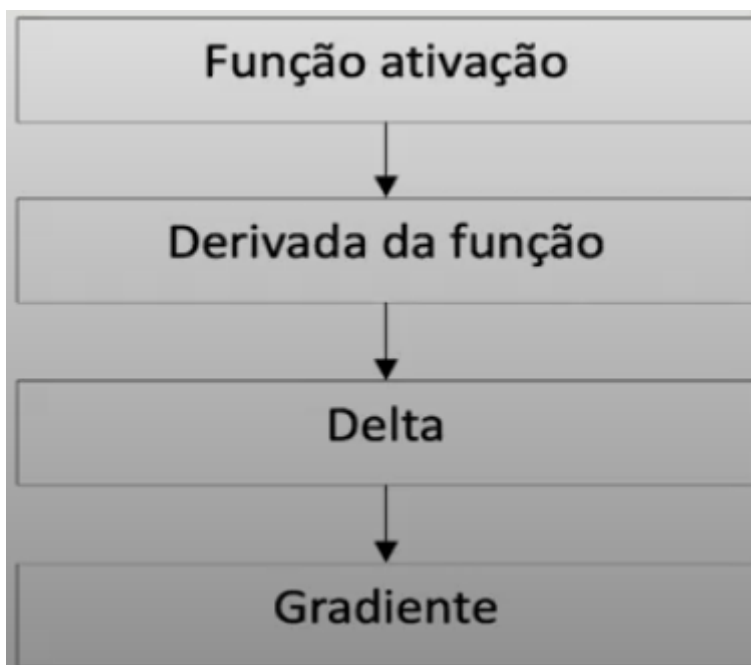 Função ativação
Derivada da função
Delta
Gradiente